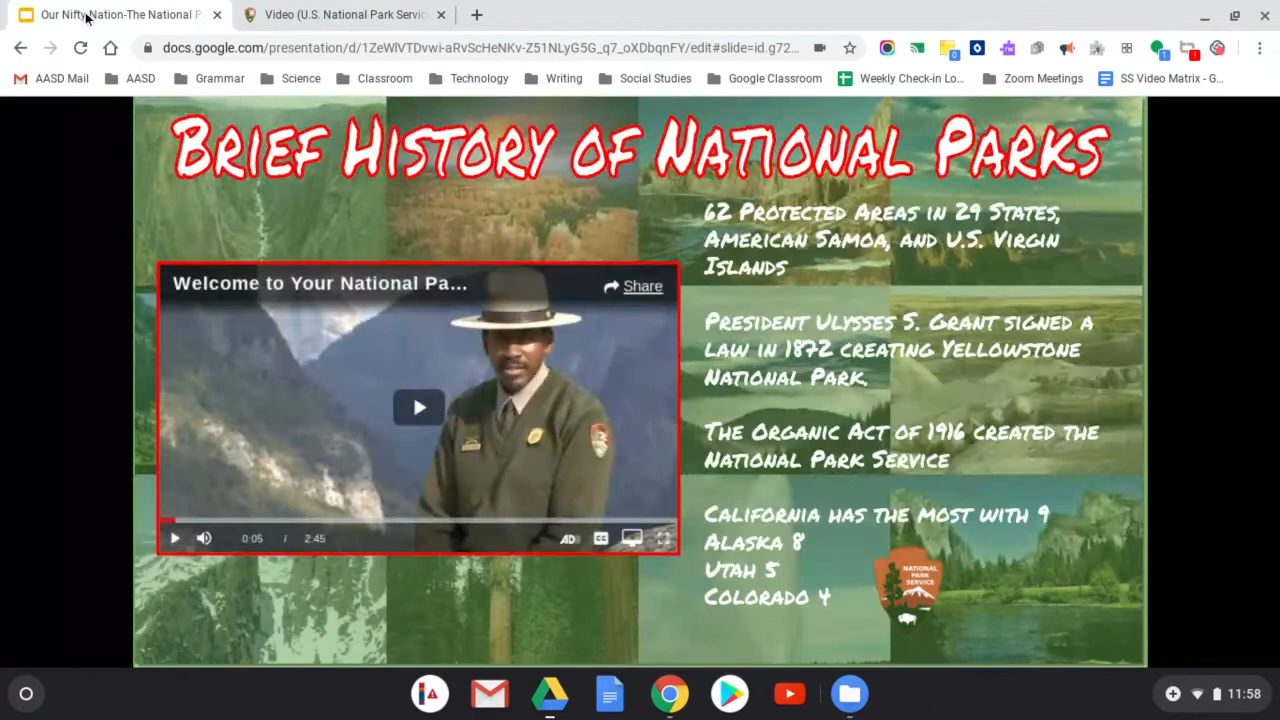 Our Nifty Nation-The National P
Video (U.S. National Park Servic
docs.google.com/presentation/d/1ZeWlVTDvwi-aRvScHeNKv-Z51NLyG5G_q7_oXDbqnFY/edit#slide=id.g72...
AASD Mail
AASD
Grammar
Science
Classroom
Technology
Writing
Social Studies
Google Classroom
Weekly Check-in Lo...
Zoom Meetings
SS Video Matrix - G...
Brief History of National Parks
62 Protected Areas in 29 States,
American Samoa, and U.S. Virgin
Islands
Welcome to Your National Pa...
Share
President Ulysses S. Grant signed a
law in 1872 creating Yellowstone
National Park.
The Organic Act of 1916 created the
National Park Service
California has the most with 9
Alaska 8
Utah 5
Colorado 4
NATIONAL
PARK
SERVICE
0:05 / 2:45
AD
CC
11:58